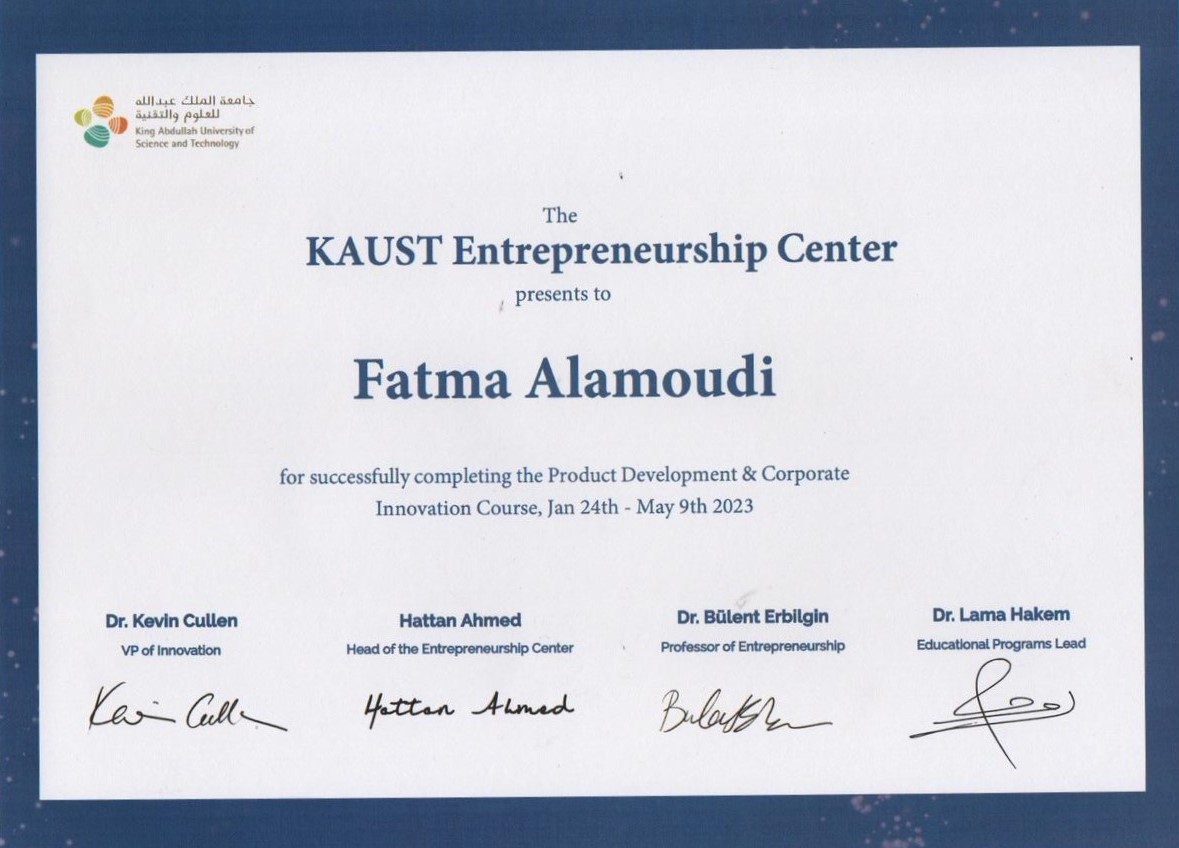 جامعة الملك عبدالله
للعلوم والتقنية
King Abdullah University of
Science and Technology
The
KAUST Entrepreneurship Center
presents to
Fatma Alamoudi
for successfully completing the Product Development & Corporate
Innovation Course, Jan 24th - May 9th 2023
Dr. Kevin Cullen
VP of Innovation
Kevin Cullen
Hattan Ahmed
Head of the Entrepreneurship Center
Hattan Ahmed
Dr. Bülent Erbilgin
Professor of Entrepreneurship
Dr. Lama Hakem
Educational Programs Lead